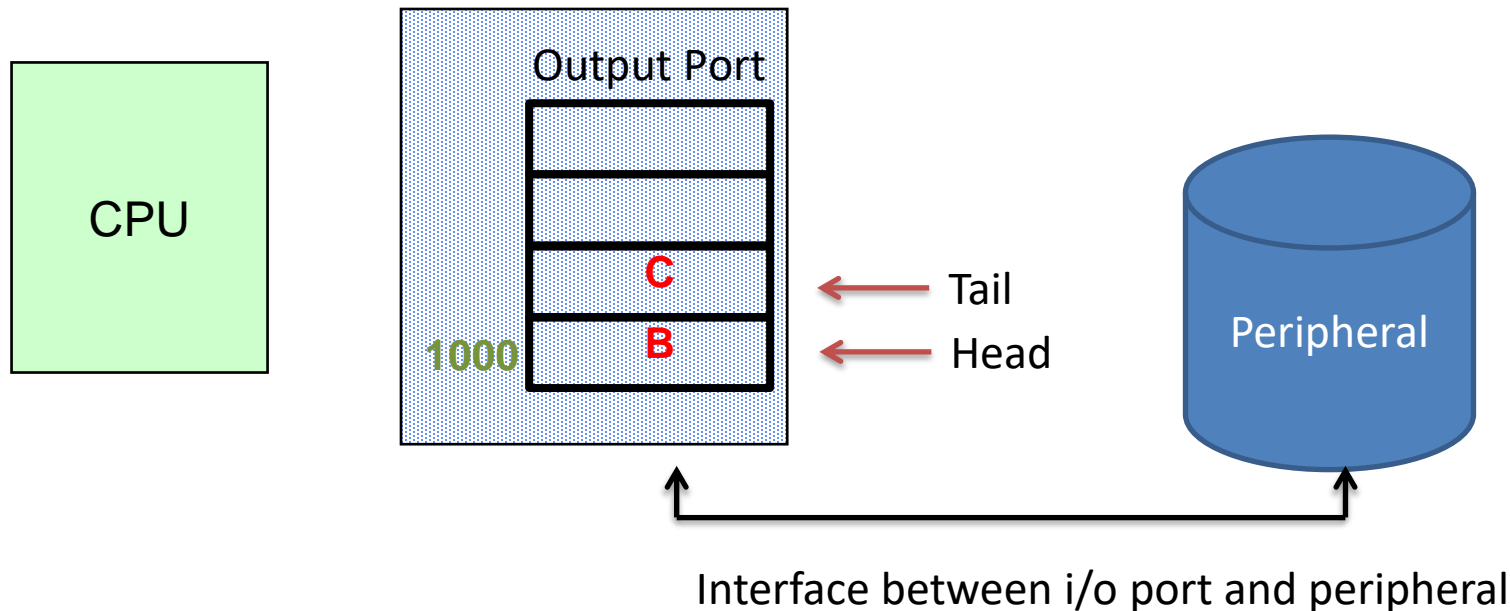 Output Port
CPU
C
Tail
1000
B
Head
Peripheral
Interface between i/o port and peripheral